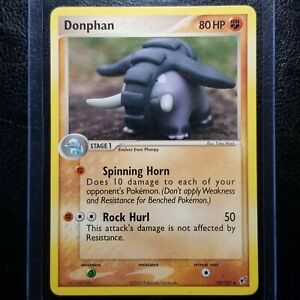 Donphan
80 HP
STAGE 1
Evolves from Phanpy
Spinning Horn
Does 10 damage to each of your
opponent's Pokémon. (Don't apply Weakness
and Resistance for Benched Pokémon.)
Rock Hurl 50
This attack's damage is not affected by
Resistance.
weakness resistance retreat cost